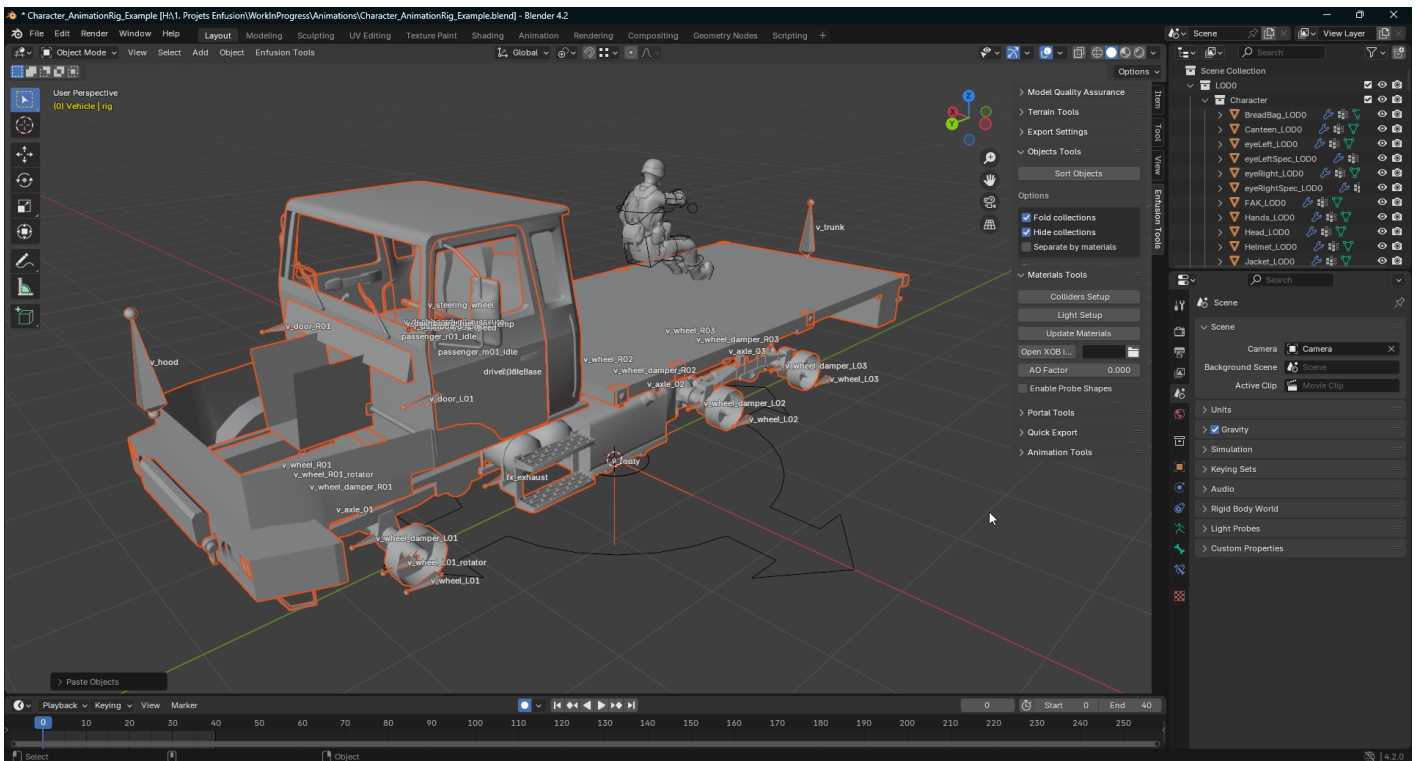 * Character_AnimationRig_Example [H:\1. Projets Enfusion\WorkInProgress\Animations\Character_AnimationRig_Example.blend] - Blender 4.2
File Edit Render Window Help Layout Modeling Sculpting UV Editing Texture Paint Shading Animation Rendering Compositing Geometry Nodes Scripting + Scene View Layer
Object Mode View Select Add Object Enfusion Tools Global Search
Options
User Perspective
(0) Vehicle | rig
Model Quality Assurance
Terrain Tools
Export Settings
Objects Tools
Sort Objects
Options
Fold collections
Hide collections
Separate by materials
Materials Tools
Colliders Setup
Light Setup
Update Materials
Open XOB i...
AO Factor 0.000
Enable Probe Shapes
Portal Tools
Quick Export
Animation Tools
Item
Tool
View
Enfusion Tools
Z
Y
v_trunk
v_steering_wheel
v_door_R01
passenger_r01_idle
passenger_m01_idle
v_hood
v_door_L01
v_wheel_R03
v_wheel_damper_R03
v_axle_03
v_wheel_R02
v_wheel_damper_R02
v_axle_02
v_wheel_damper_L03
v_wheel_L03
v_wheel_damper_L02
v_wheel_L02
v_wheel_R01
v_wheel_R01_rotator
v_wheel_damper_R01
fx_exhaust
v_axle_01
v_wheel_damper_L01
v_wheel_L01_rotator
v_wheel_L01
Paste Objects
Scene Collection
LOD0
Character
BreadBag_LOD0
Canteen_LOD0
eyeLeft_LOD0
eyeLeftSpec_LOD0
eyeRight_LOD0
eyeRightSpec_LOD0
FAK_LOD0
Hands_LOD0
Head_LOD0
Helmet_LOD0
Jacket_LOD0
Search
Scene
Scene
Camera Camera
Background Scene Scene
Active Clip Movie Clip
Units
Gravity
Simulation
Keying Sets
Audio
Rigid Body World
Light Probes
Custom Properties
Playback Keying View Marker 0 Start 0 End 40
0 10 20 30 40 50 60 70 80 90 100 110 120 130 140 150 160 170 180 190 200 210 220 230 240 250
Select Object 4.2.0